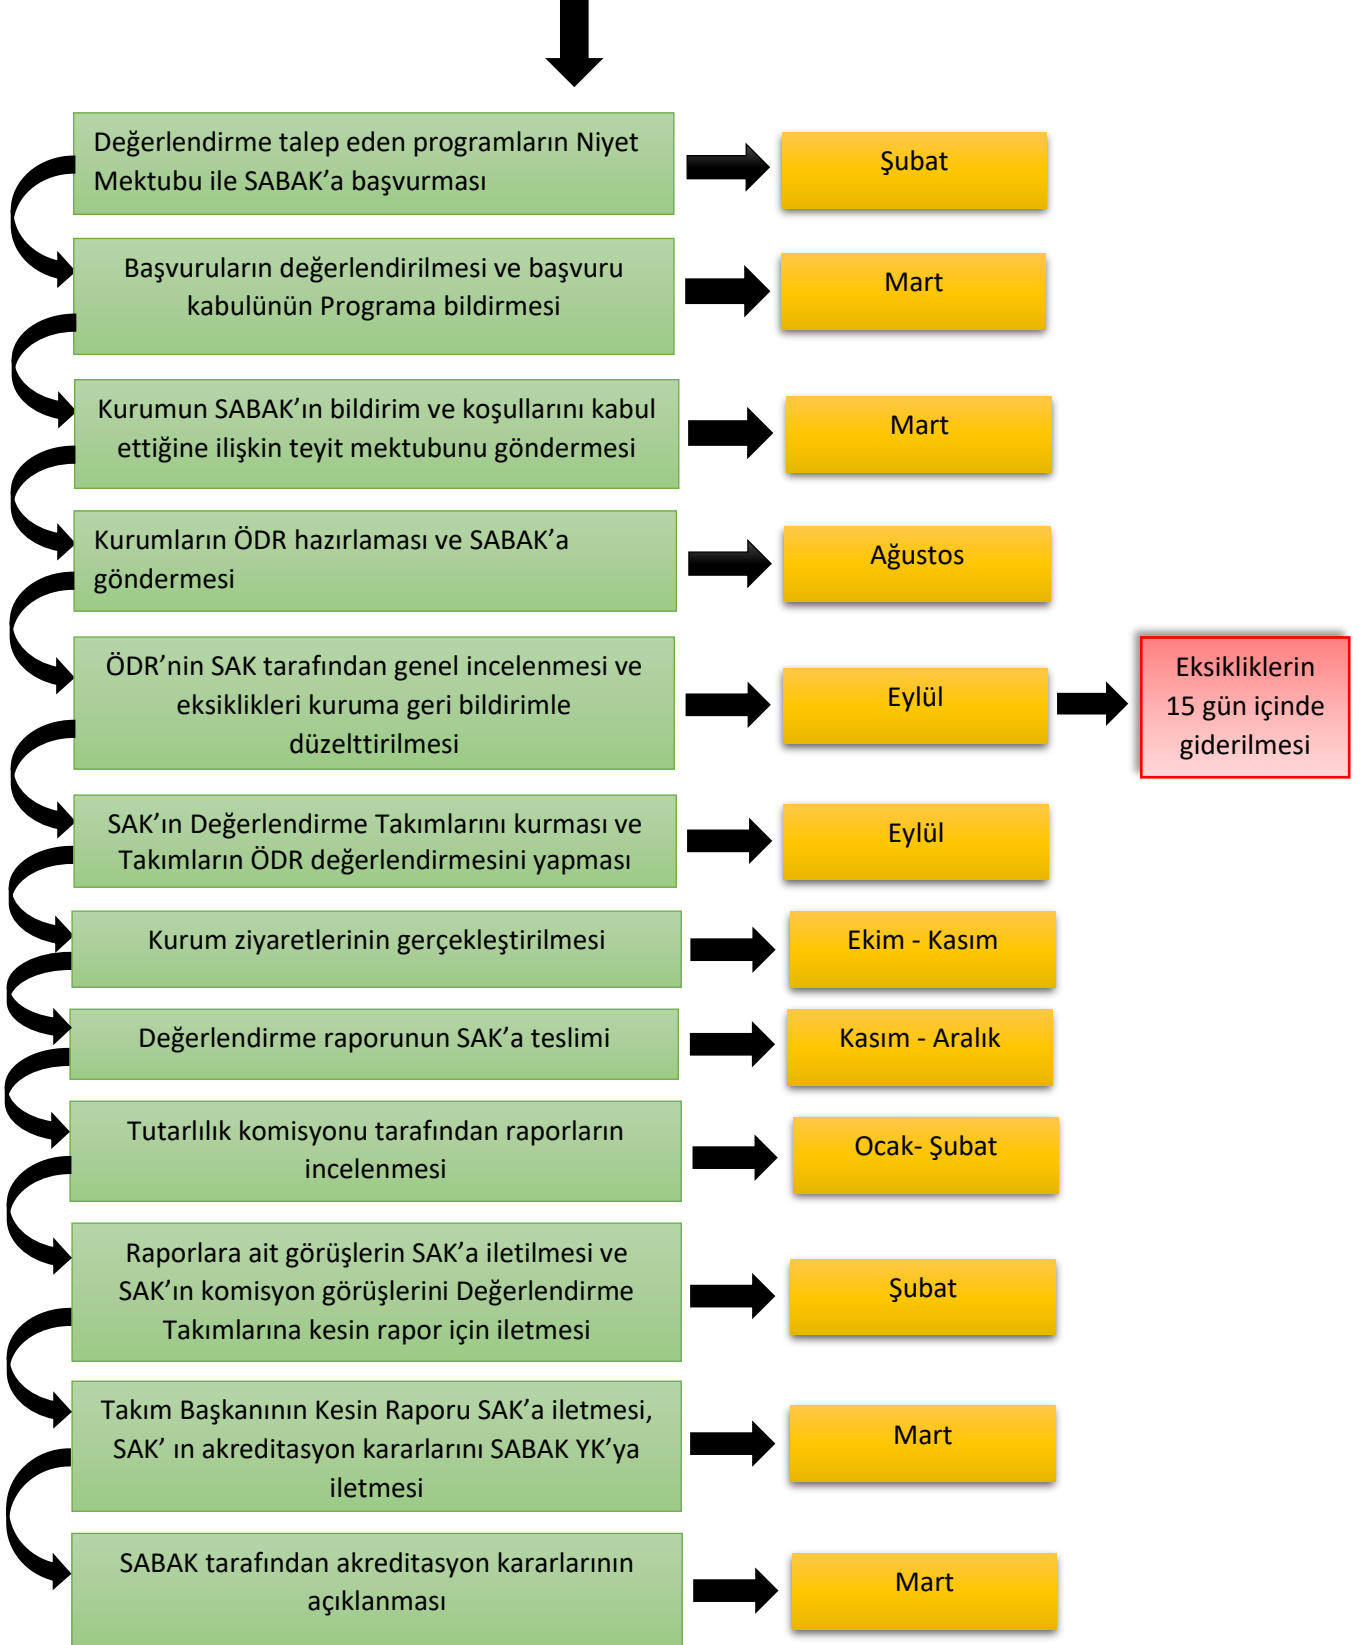 Değerlendirme talep eden programların Niyet
Mektubu ile SABAK’a başvurması
Şubat
Başvuruların değerlendirilmesi ve başvuru
kabulünün Programa bildirmesi
Mart
Kurumun SABAK’ın bildirim ve koşullarını kabul
ettiğine ilişkin teyit mektubunu göndermesi
Mart
Kurumların ÖDR hazırlaması ve SABAK’a
göndermesi
Ağustos
ÖDR’nin SAK tarafından genel incelenmesi ve
eksiklikleri kuruma geri bildirimle
düzelttirilmesi
Eylül
Eksikliklerin
15 gün içinde
giderilmesi
SAK’ın Değerlendirme Takımlarını kurması ve
Takımların ÖDR değerlendirmesini yapması
Eylül
Kurum ziyaretlerinin gerçekleştirilmesi
Ekim - Kasım
Değerlendirme raporunun SAK’a teslimi
Kasım - Aralık
Tutarlılık komisyonu tarafından raporların
incelenmesi
Ocak- Şubat
Raporlara ait görüşlerin SAK’a iletilmesi ve
SAK’ın komisyon görüşlerini Değerlendirme
Takımlarına kesin rapor için iletmesi
Şubat
Takım Başkanının Kesin Raporu SAK’a iletmesi,
SAK’ ın akreditasyon kararlarını SABAK YK’ya
iletmesi
Mart
SABAK tarafından akreditasyon kararlarının
açıklanması
Mart